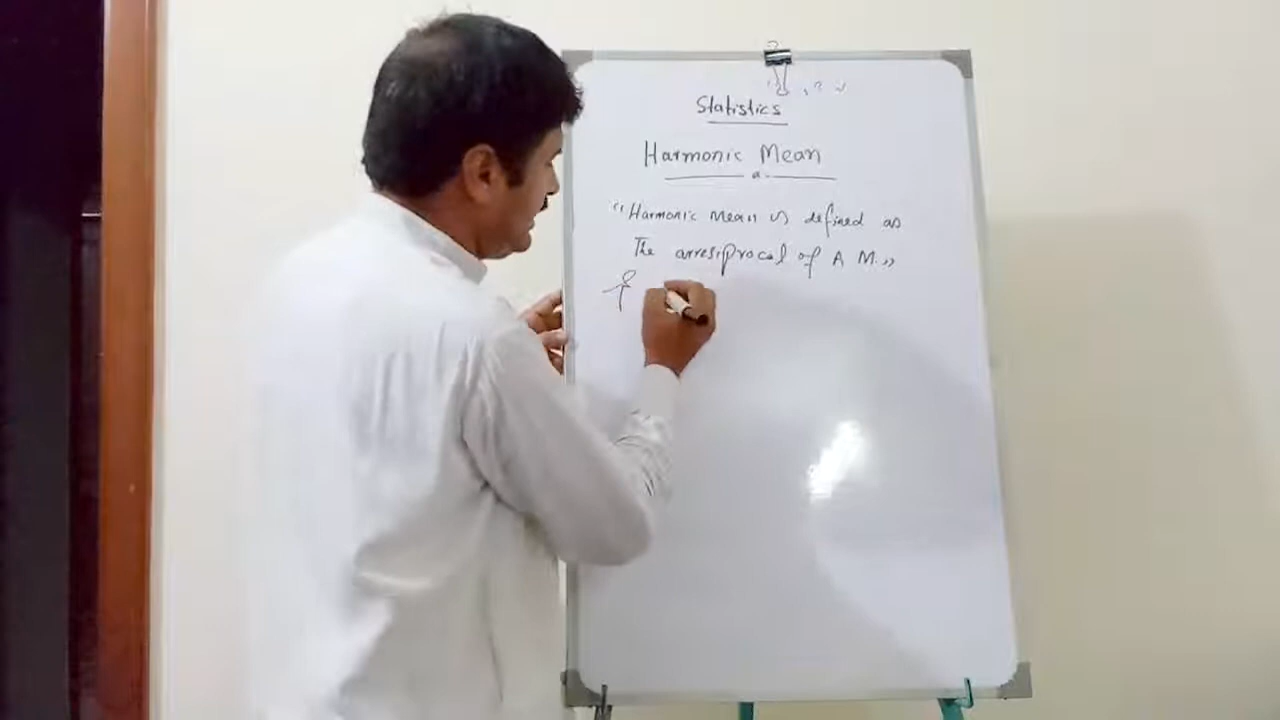 Statistics
Harmonic Mean
"Harmonic Mean is defined as
The arresiprocal of A M."